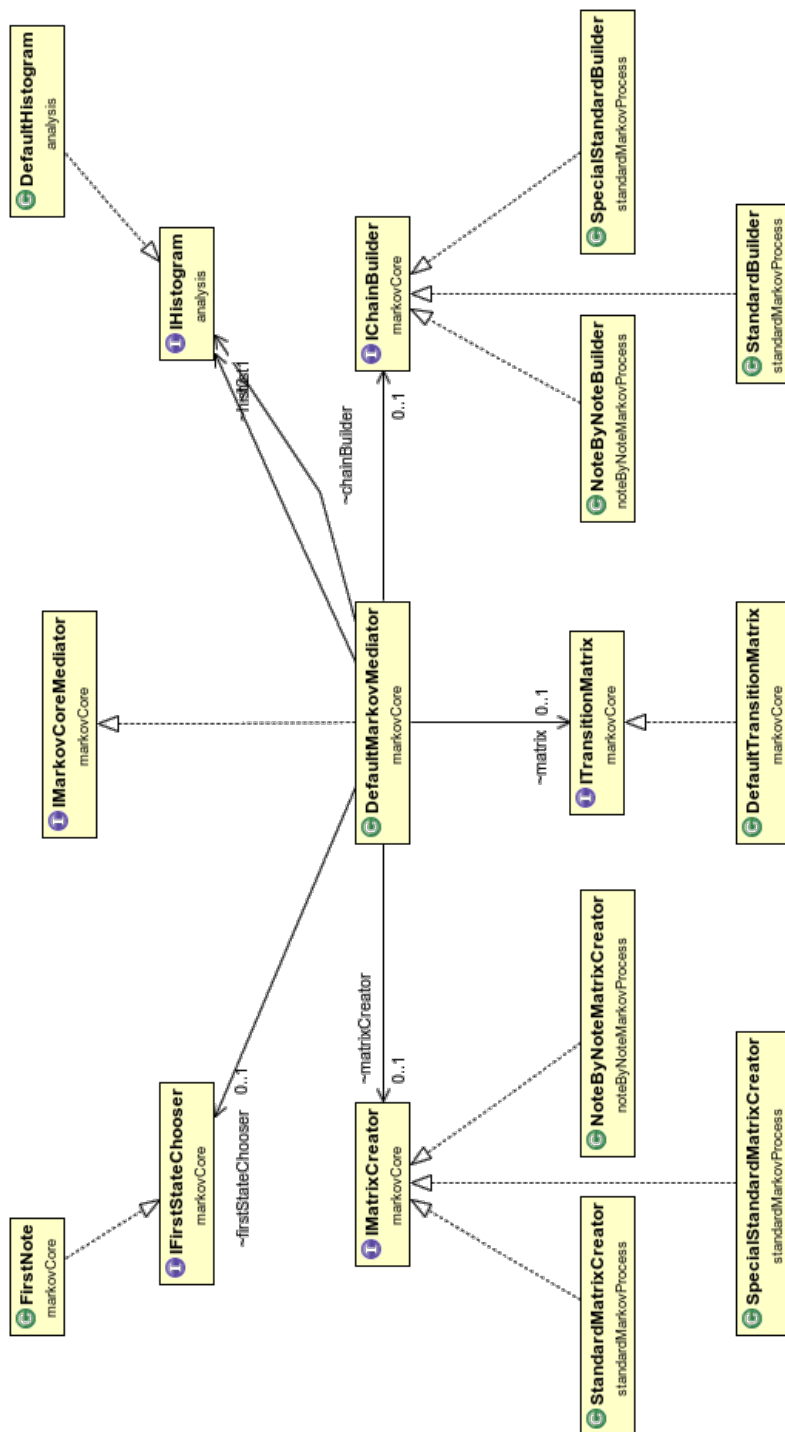 C FirstNote
markovCore
C DefaultHistogram
analysis
I IMarkovCoreMediator
markovCore
I IFirstStateChooser
markovCore
I IHistogram
analysis
~firstStateChooser
0..1
~matrixCreator
0..1
~chainBuilder
0..1
I IMatrixCreator
markovCore
C DefaultMarkovMediator
markovCore
I IChainBuilder
markovCore
~matrix
0..1
I ITransitionMatrix
markovCore
C StandardMatrixCreator
standardMarkovProcess
C NoteByNoteMatrixCreator
noteByNoteMarkovProcess
C NoteByNoteBuilder
noteByNoteMarkovProcess
C SpecialStandardBuilder
standardMarkovProcess
C SpecialStandardMatrixCreator
standardMarkovProcess
C DefaultTransitionMatrix
markovCore
C StandardBuilder
standardMarkovProcess